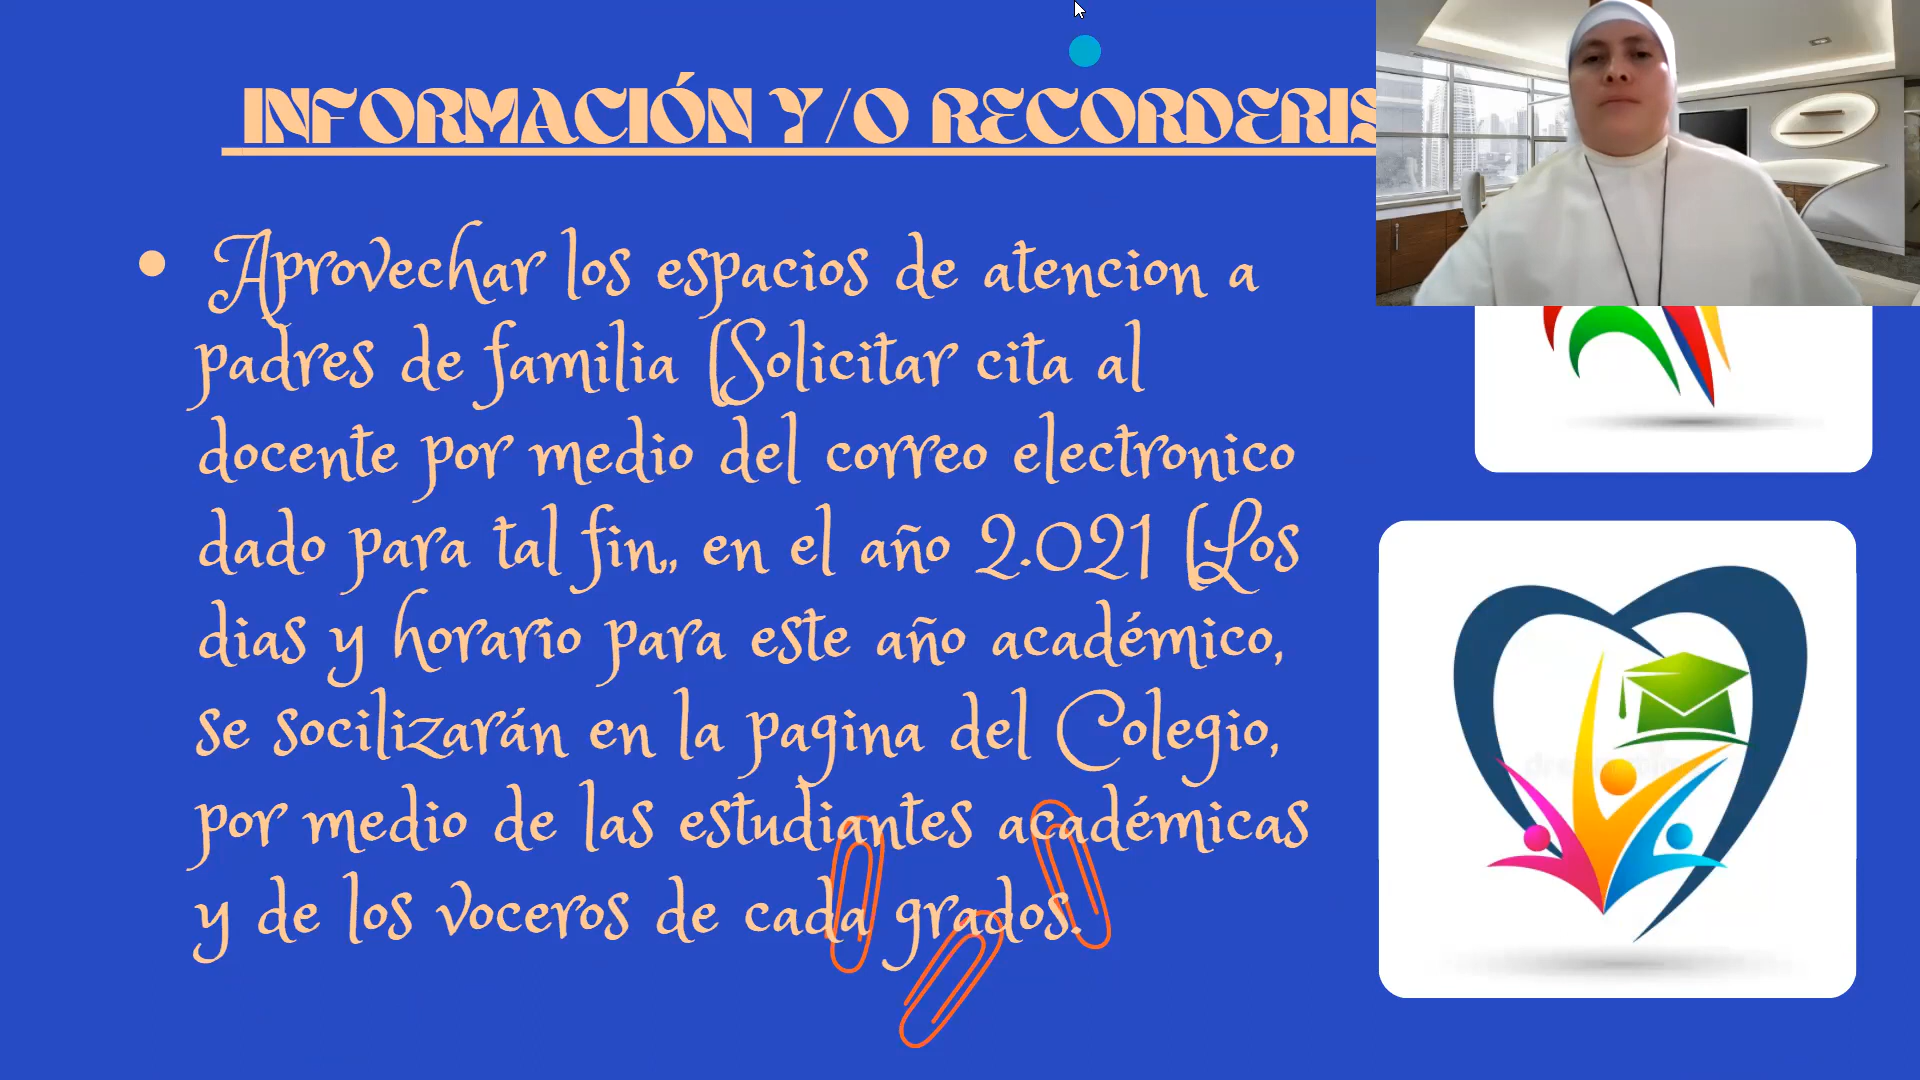 INFORMACIÓN Y/O RECORDERIS
• Aprovechar los espacios de atencion a
padres de familia (Solicitar cita al
docente por medio del correo electronico
dado para tal fin,, en el año 2.021 (Los
dias y horario para este año académico,
se socilizarán en la pagina del Colegio,
por medio de las estudiantes académicas
y de los voceros de cada grados.